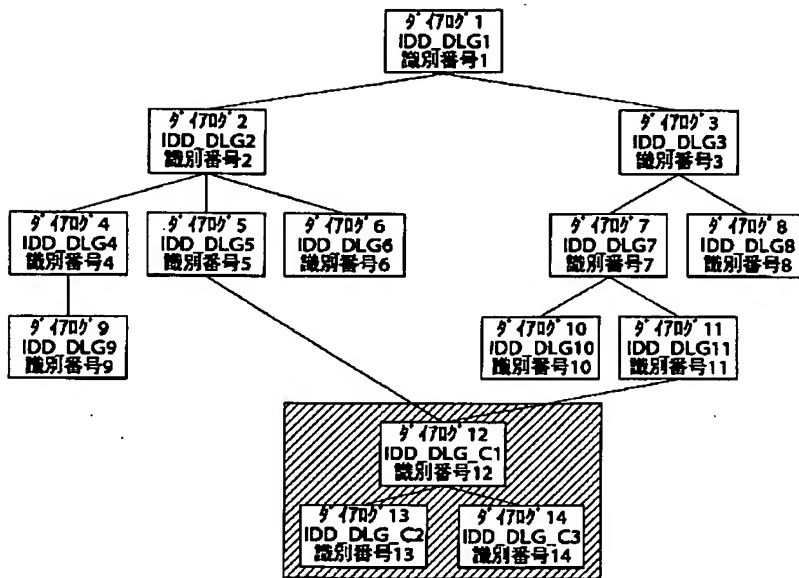 ダイアログ1
IDD_DLG1
識別番号1
ダイアログ2
IDD_DLG2
識別番号2
ダイアログ3
IDD_DLG3
識別番号3
ダイアログ4
IDD_DLG4
識別番号4
ダイアログ5
IDD_DLG5
識別番号5
ダイアログ6
IDD_DLG6
識別番号6
ダイアログ7
IDD_DLG7
識別番号7
ダイアログ8
IDD_DLG8
識別番号8
ダイアログ9
IDD_DLG9
識別番号9
ダイアログ10
IDD_DLG10
識別番号10
ダイアログ11
IDD_DLG11
識別番号11
ダイアログ12
IDD_DLG_C1
識別番号12
ダイアログ13
IDD_DLG_C2
識別番号13
ダイアログ14
IDD_DLG_C3
識別番号14